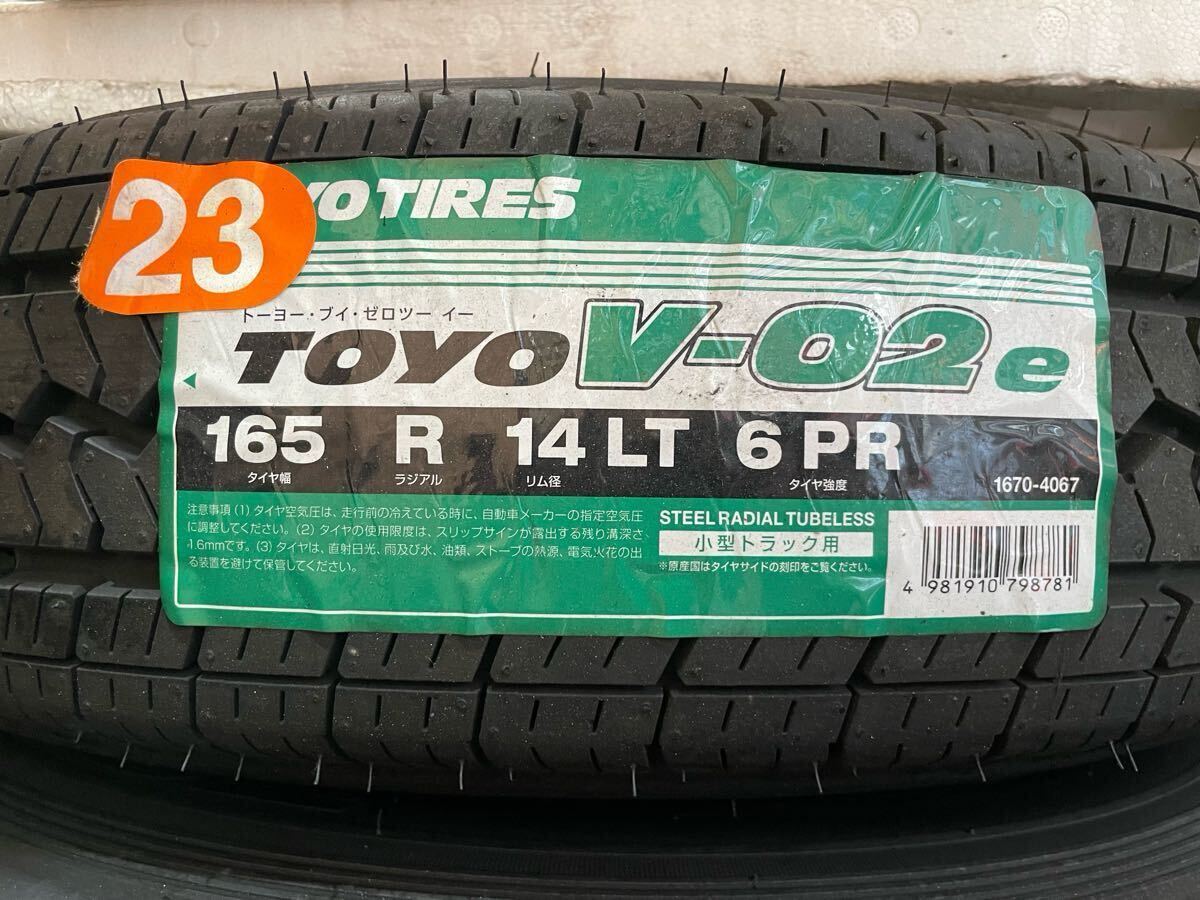 23
YO TIRES
トーヨー・ブイ・ゼロツー イー
TOYO V-02 e
165 R 14 LT 6 PR
タイヤ幅 ラジアル リム径 タイヤ強度 1670-4067
注意事項 (1) タイヤ空気圧は、走行前の冷えている時に、自動車メーカーの指定空気圧
に調整してください。(2) タイヤの使用限度は、スリップサインが露出する残り溝深さ
1.6mmです。(3) タイヤは、直射日光、雨及び水、油類、ストーブの熱源、電気火花の出
る装置を避けて保管してください。
STEEL RADIAL TUBELESS
小型トラック用
※原産国はタイヤサイドの刻印をご覧ください。
4 981910 798781